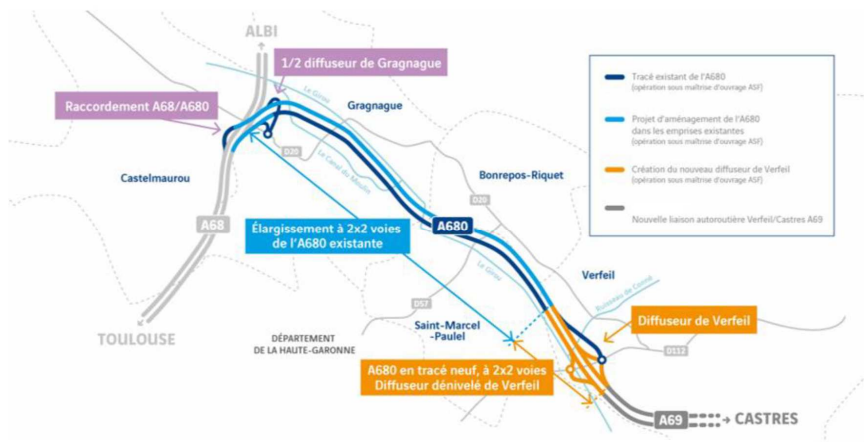 ALBI
1/2 diffuseur de Gragnague
Raccordement A68/A680
Le Girou
Gragnague
D20
Le Canal du Moulin
Castelmaurou
Bonrepos-Riquet
D20
A68
Élargissement à 2x2 voies
de l'A680 existante
A680
Le Girou
Verfeil
Ruisseau de Conné
D57
TOULOUSE
DÉPARTEMENT
DE LA HAUTE-GARONNE
Saint-Marcel
-Paulel
Diffuseur de Verfeil
D112
A680 en tracé neuf, à 2x2 voies
Diffuseur dénivelé de Verfeil
A69
CASTRES
Tracé existant de l'A680
(opération sous maîtrise d'ouvrage ASF)
Projet d'aménagement de l'A680
dans les emprises existantes
(opération sous maîtrise d'ouvrage ASF)
Création du nouveau diffuseur de Verfeil
(opération sous maîtrise d'ouvrage ASF)
Nouvelle liaison autoroutière Verfeil/Castres A69